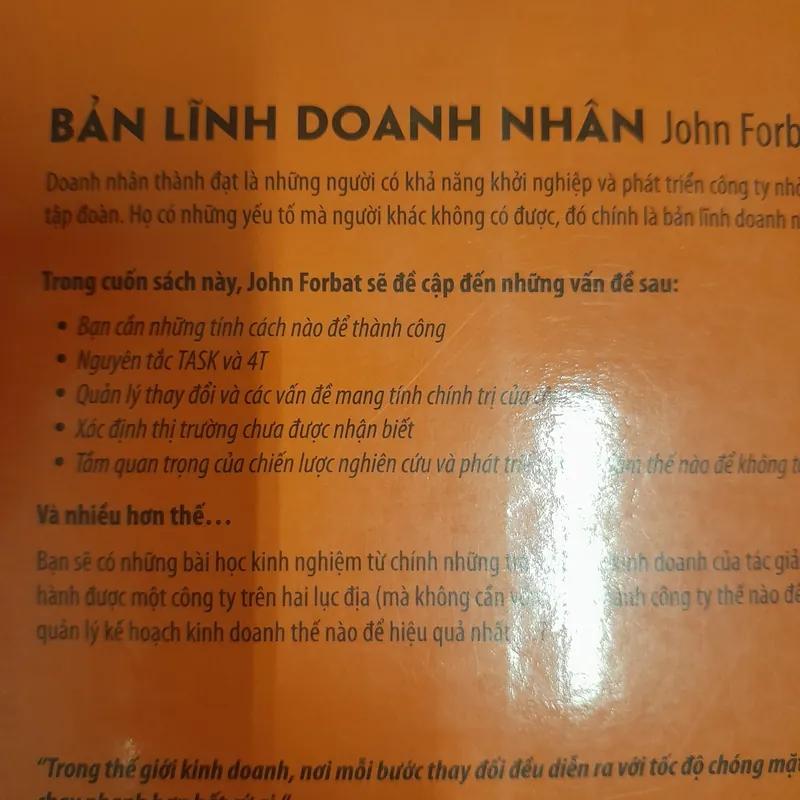 BẢN LĨNH DOANH NHÂN John Forb
Doanh nhân thành đạt là những người có khả năng khởi nghiệp và phát triển công ty nhỏ
tập đoàn. Họ có những yếu tố mà người khác không có được, đó chính là bản lĩnh doanh n
Trong cuốn sách này, John Forbat sẽ đề cập đến những vấn đề sau:
• Bạn cần những tính cách nào để thành công
• Nguyên tắc TASK và 4T
• Quản lý thay đổi và các vấn đề mang tính chính trị của
• Xác định thị trường chưa được nhận biết
• Tầm quan trọng của chiến lược nghiên cứu và phát thế nào để không
Và nhiều hơn thế...
Bạn sẽ có những bài học kinh nghiệm từ chính những kinh doanh của tác giả
hành được một công ty trên hai lục địa (mà không cần công ty thế nào để
quản lý kế hoạch kinh doanh thế nào để hiệu quả nhất
"Trong thế giới kinh doanh, nơi mỗi bước thay đổi đều diễn ra với tốc độ chóng mặt